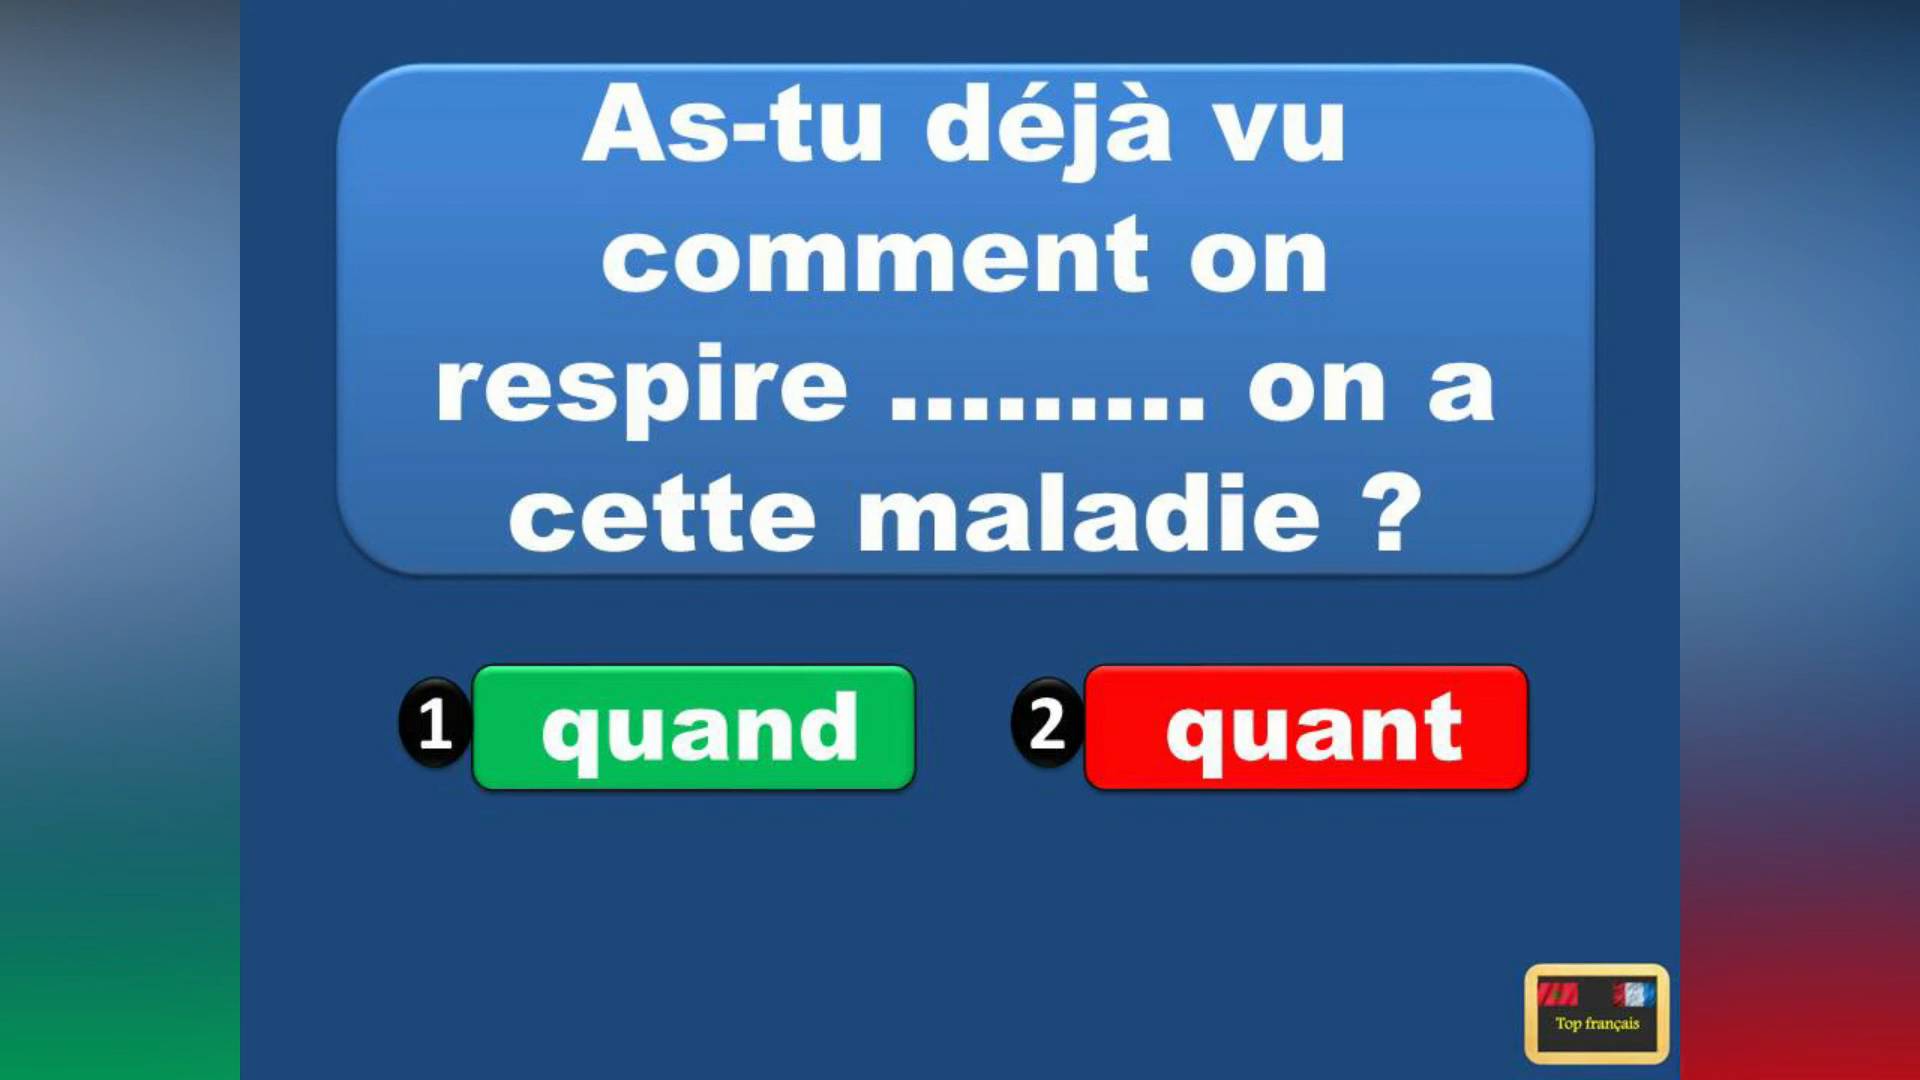 As-tu déjà vu
comment on
respire ......... on a
cette maladie ?
1 quand
2 quant
Top français